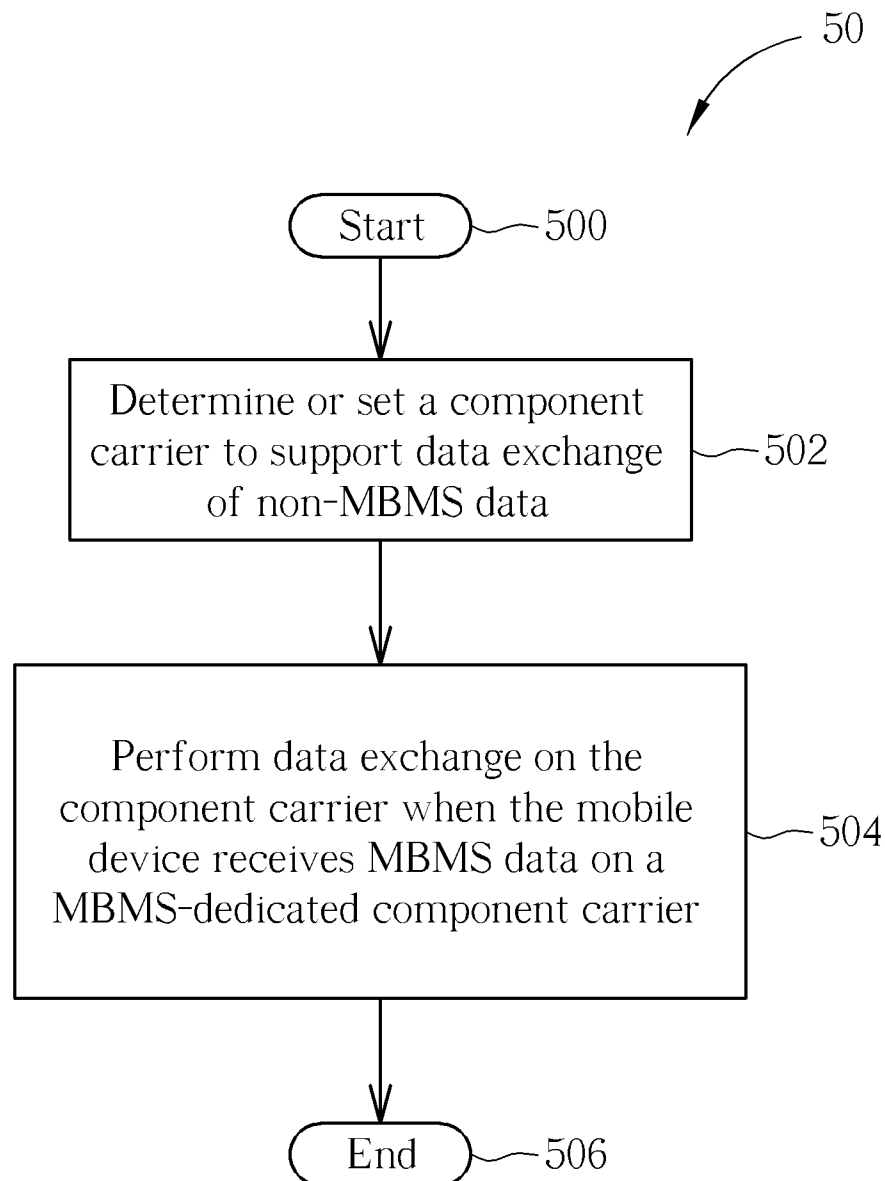 50
Start
500
Determine or set a component
carrier to support data exchange
of non-MBMS data
502
Perform data exchange on the
component carrier when the mobile
device receives MBMS data on a
MBMS-dedicated component carrier
504
End
506